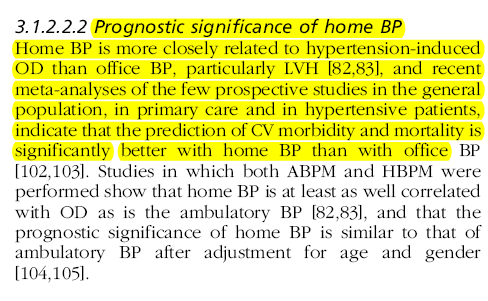 3.1.2.2.2 Prognostic significance of home BP
Home BP is more closely related to hypertension-induced
OD than office BP, particularly LVH [82,83], and recent
meta-analyses of the few prospective studies in the general
population, in primary care and in hypertensive patients,
indicate that the prediction of CV morbidity and mortality is
significantly better with home BP than with office BP
[102,103]. Studies in which both ABPM and HBPM were
performed show that home BP is at least as well correlated
with OD as is the ambulatory BP [82,83], and that the
prognostic significance of home BP is similar to that of
ambulatory BP after adjustment for age and gender
[104,105].